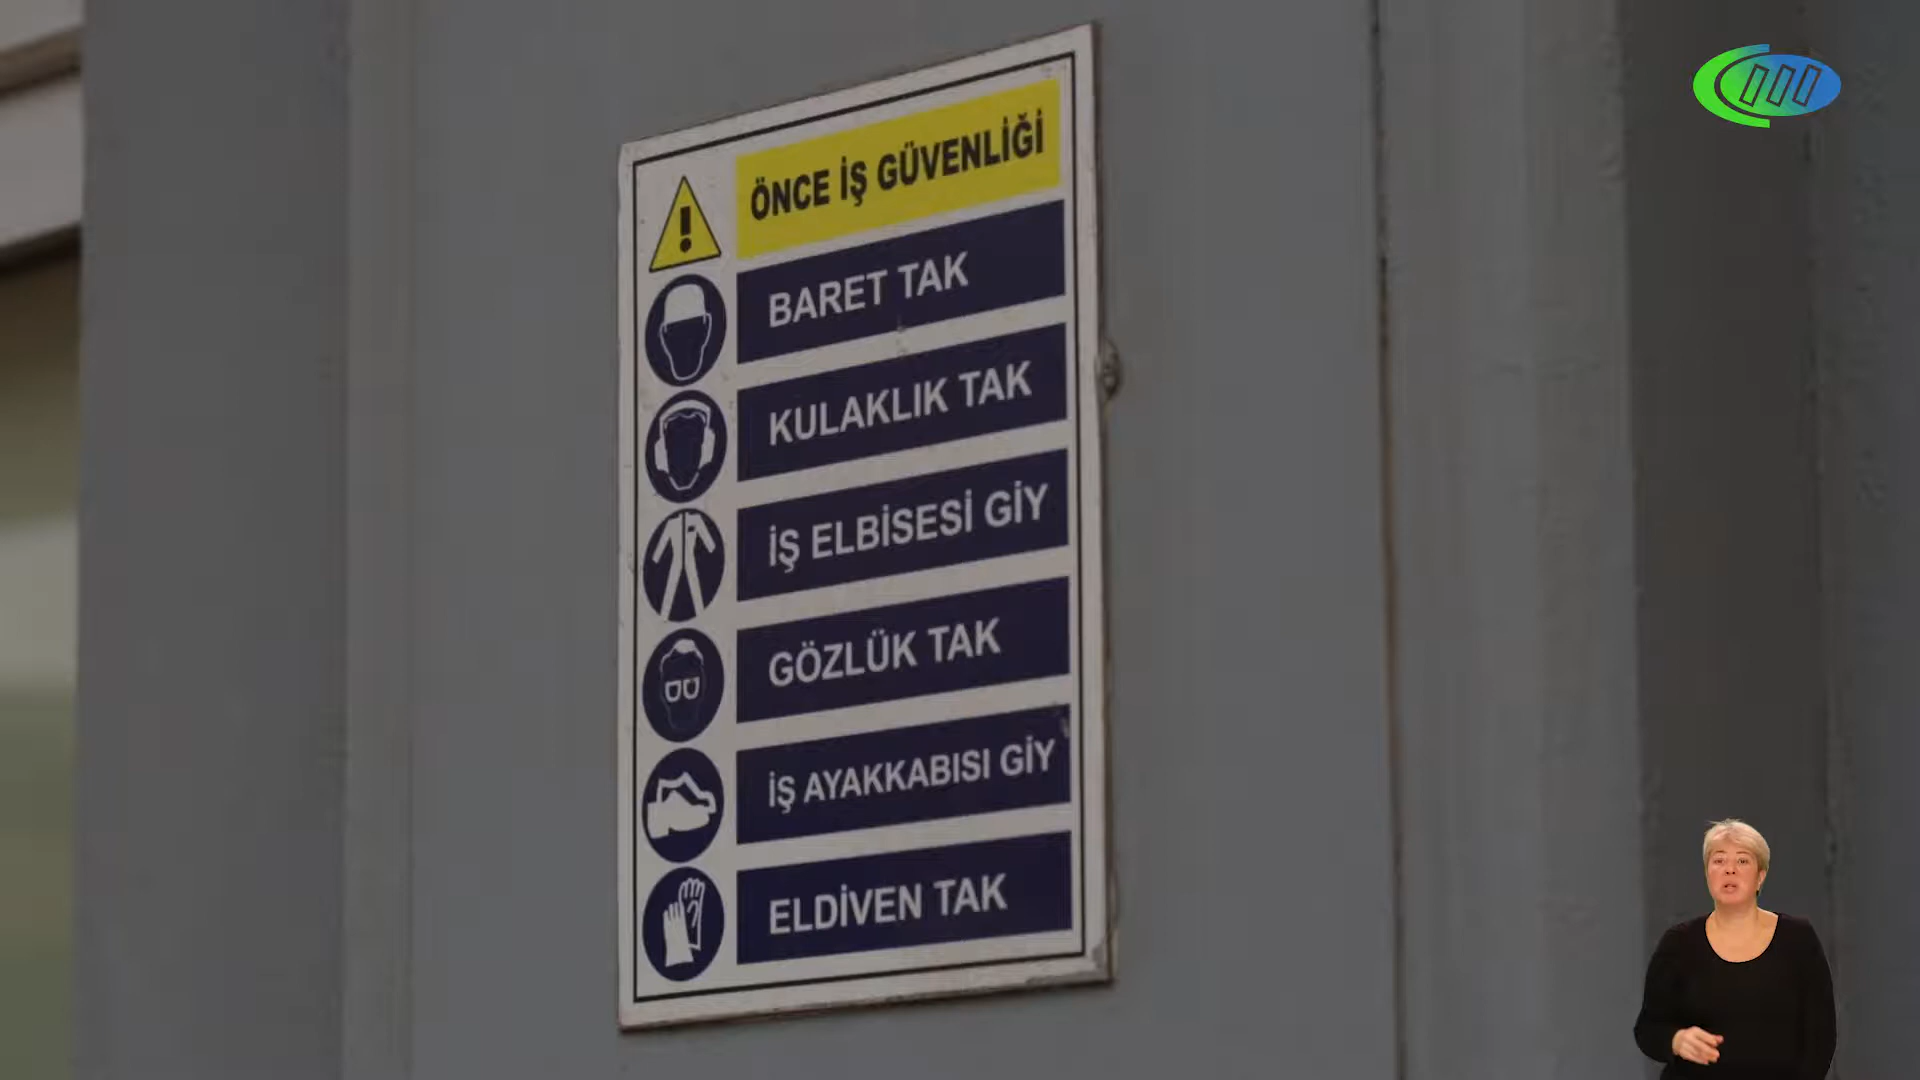 ÖNCE İŞ GÜVENLİĞİ
BARET TAK
KULAKLIK TAK
İŞ ELBİSESİ GİY
GÖZLÜK TAK
İŞ AYAKKABISI GİY
ELDİVEN TAK